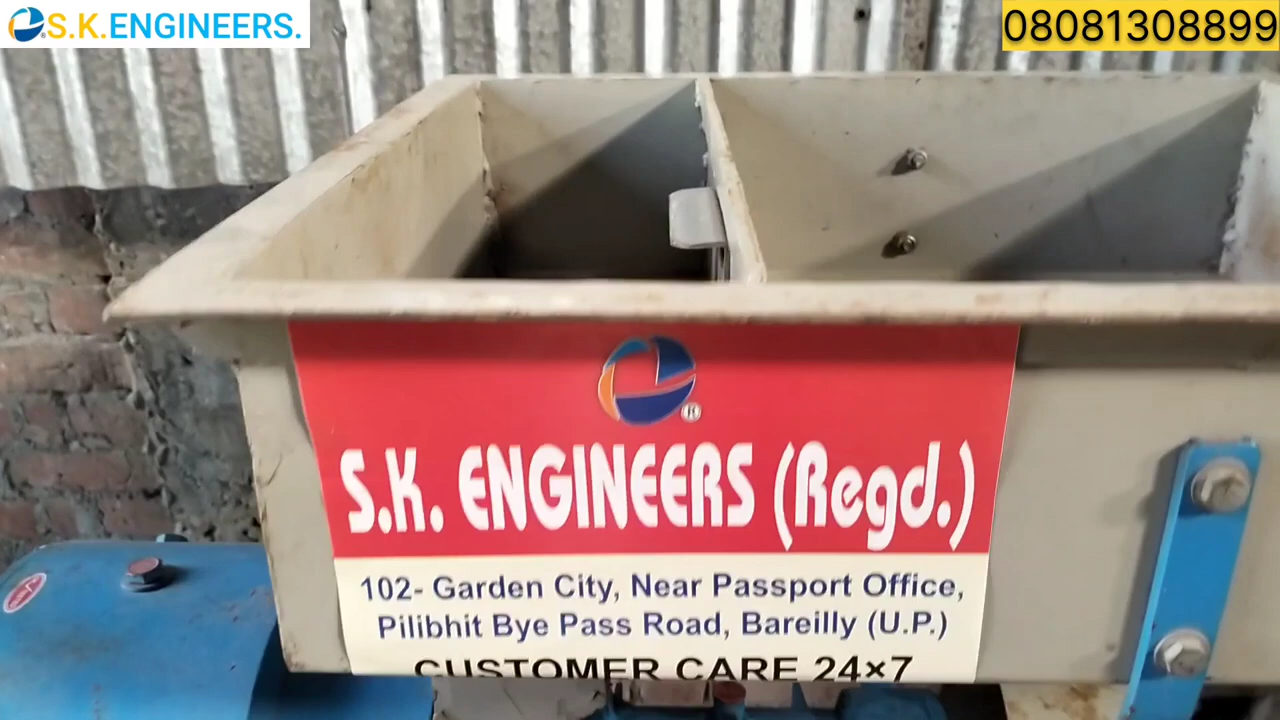 S.K.ENGINEERS.
08081308899
S.K. ENGINEERS (Regd.)
102- Garden City, Near Passport Office,
Pilibhit Bye Pass Road, Bareilly (U.P.)
CUSTOMER CARE 24×7